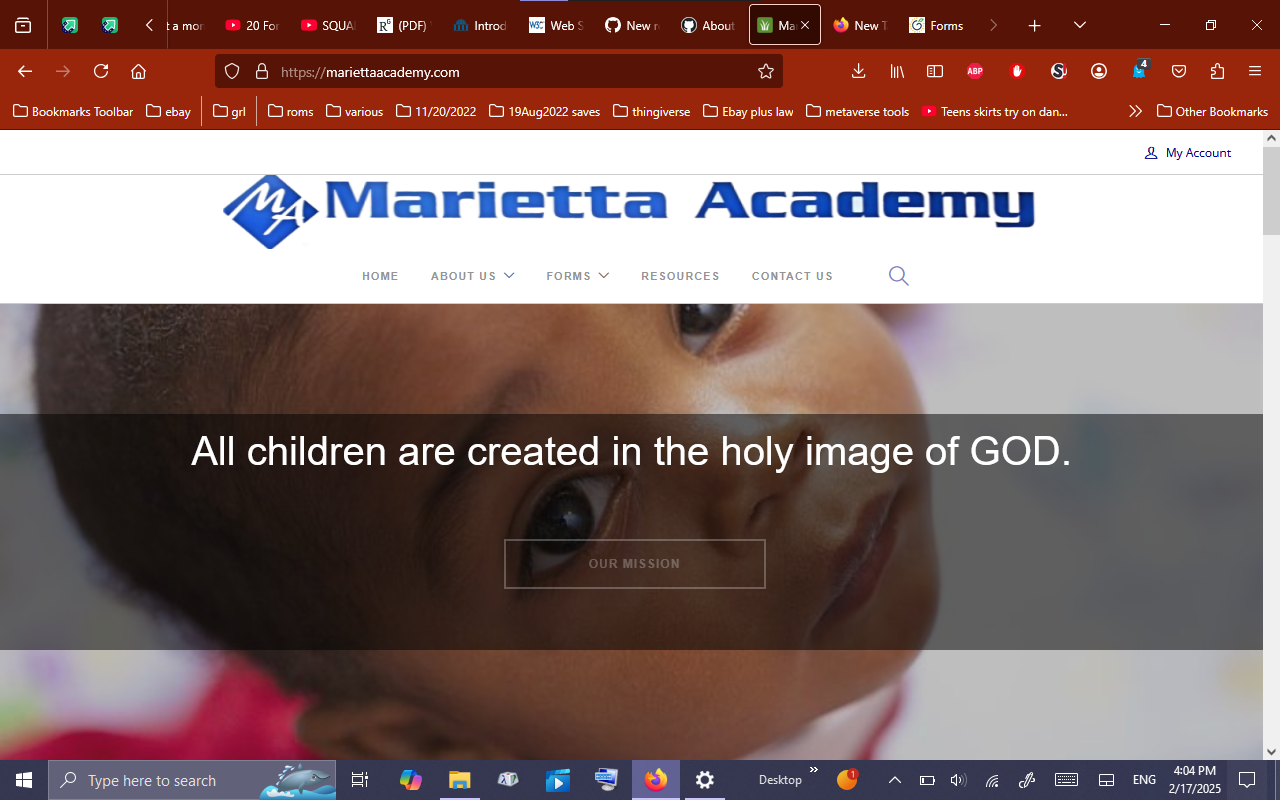 t a mor
20 For
SQUA
(PDF)
Introd
Web S
New r
About
Ma
New T
Forms
https://mariettaacademy.com
ABP
4
Bookmarks Toolbar
ebay
grl
roms
various
11/20/2022
19Aug2022 saves
thingiverse
Ebay plus law
metaverse tools
Teens skirts try on dan...
Other Bookmarks
My Account
MA Marietta Academy
HOME
ABOUT US
FORMS
RESOURCES
CONTACT US
All children are created in the holy image of GOD.
OUR MISSION
Type here to search
Desktop
1
ENG
4:04 PM
2/17/2025